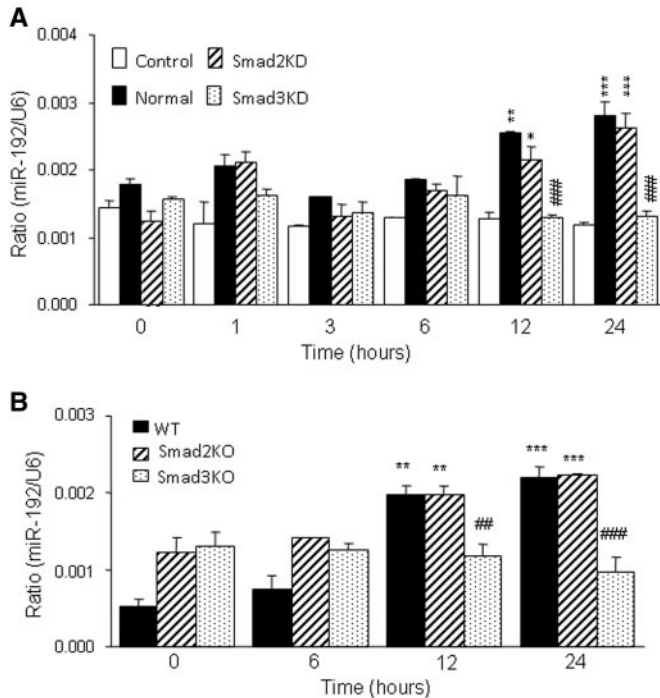 A
Ratio (miR-192/U6)
0.004
0.003
0.002
0.001
0.000
Control
Smad2KD
Normal
Smad3KD
**
*
###
***
***
###
0 1 3 6 12 24
Time (hours)
B
Ratio (miR-192/U6)
0.003
0.002
0.001
0.000
WT
Smad2KO
Smad3KO
** **
##
*** ***
###
0 6 12 24
Time (hours)